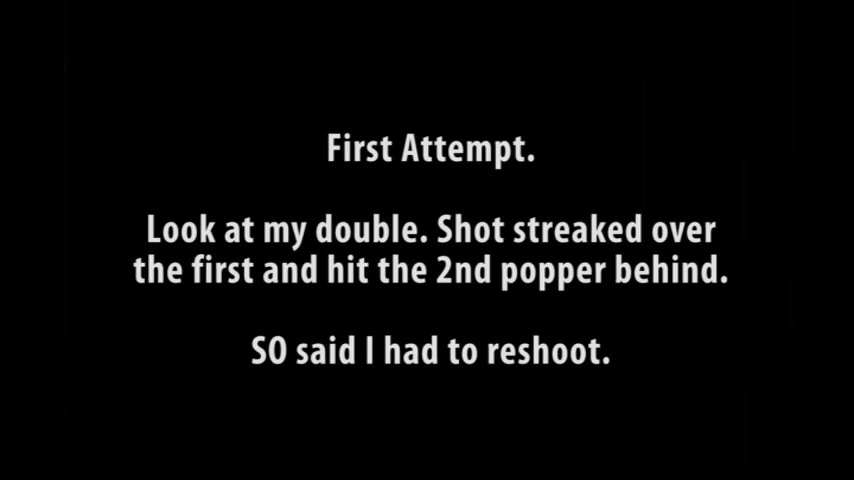 First Attempt.
Look at my double. Shot streaked over
the first and hit the 2nd popper behind.
SO said I had to reshoot.